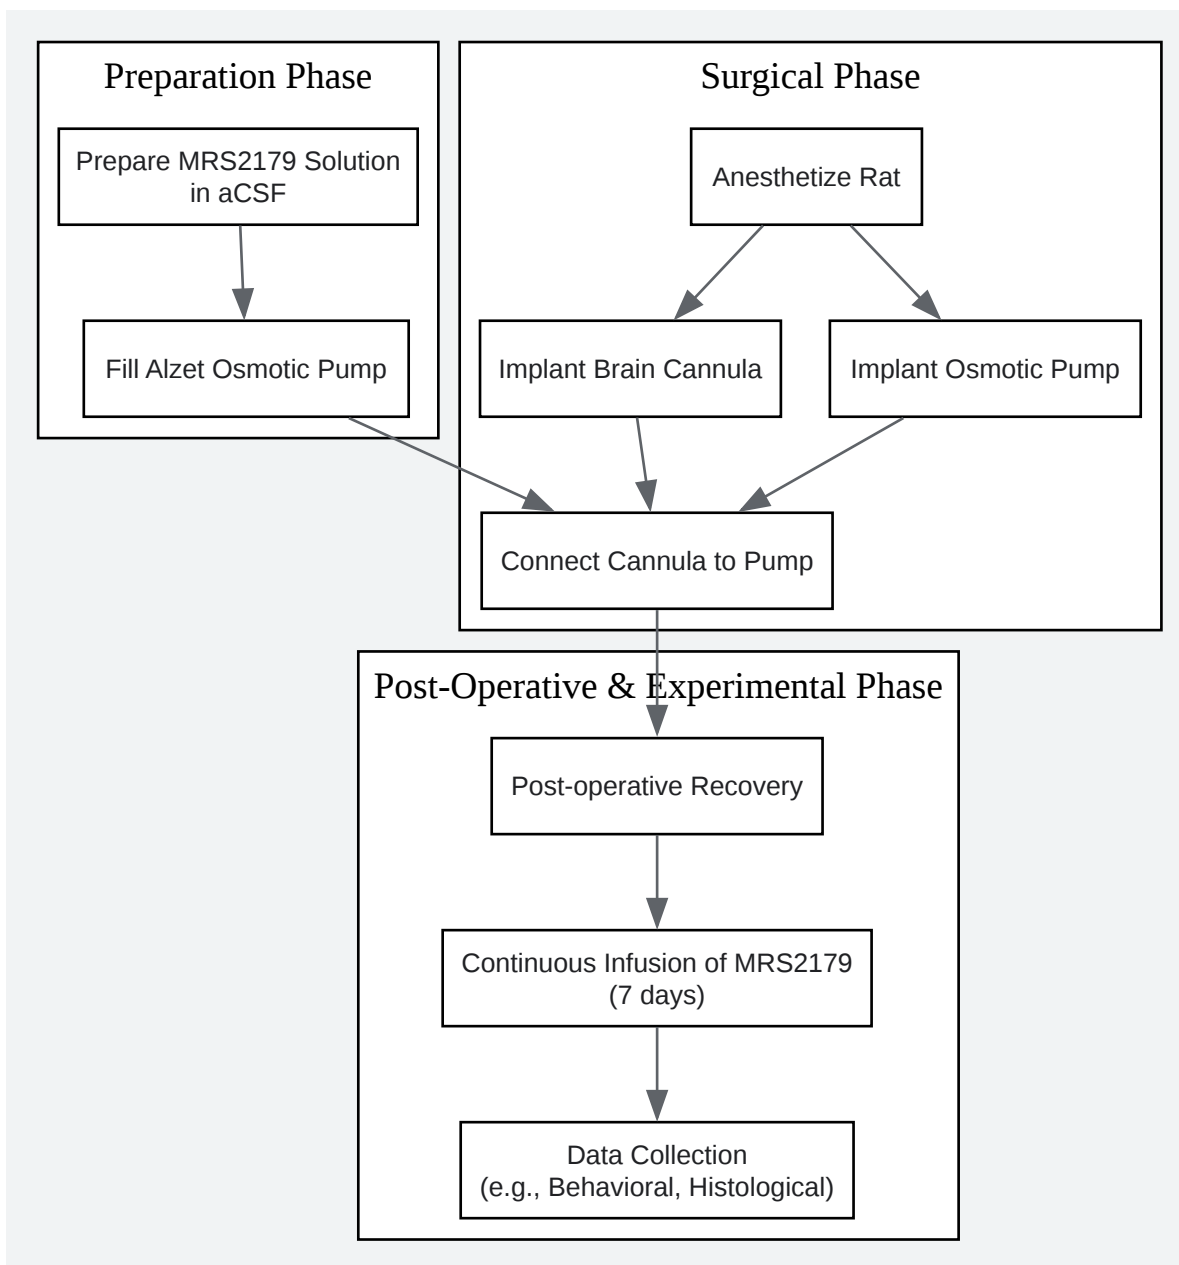 Preparation Phase
Prepare MRS2179 Solution
in aCSF
Fill Alzet Osmotic Pump
Surgical Phase
Anesthetize Rat
Implant Brain Cannula
Implant Osmotic Pump
Connect Cannula to Pump
Post-Operative & Experimental Phase
Post-operative Recovery
Continuous Infusion of MRS2179
(7 days)
Data Collection
(e.g., Behavioral, Histological)